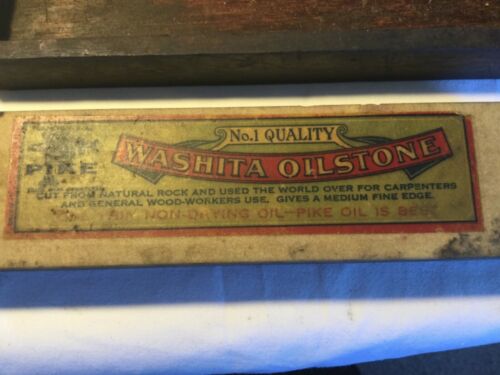 No.1 QUALITY
PIKE
WASHITA OILSTONE
CUT FROM NATURAL ROCK AND USED THE WORLD OVER FOR CARPENTERS
AND GENERAL WOOD-WORKERS USE. GIVES A MEDIUM FINE EDGE.
NON-DRYING OIL—PIKE OIL IS BEST